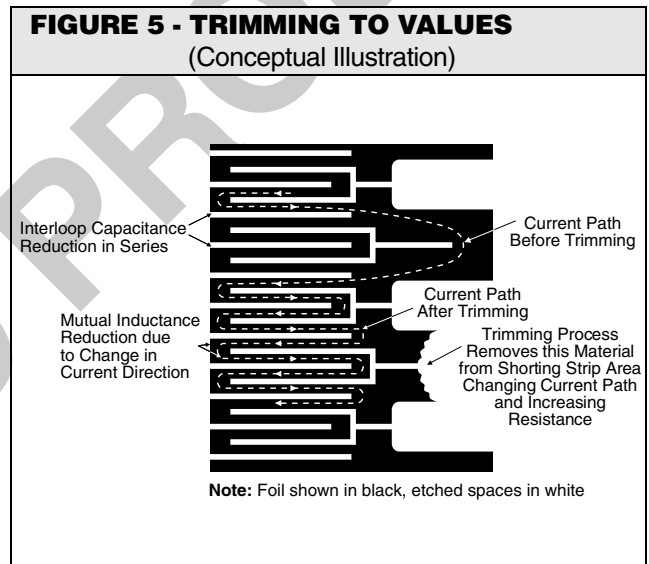 FIGURE 5 - TRIMMING TO VALUES
(Conceptual Illustration)
Interloop Capacitance
Reduction in Series
Current Path
Before Trimming
Mutual Inductance
Reduction due
to Change in
Current Direction
Current Path
After Trimming
Trimming Process
Removes this Material
from Shorting Strip Area
Changing Current Path
and Increasing
Resistance
Note: Foil shown in black, etched spaces in white